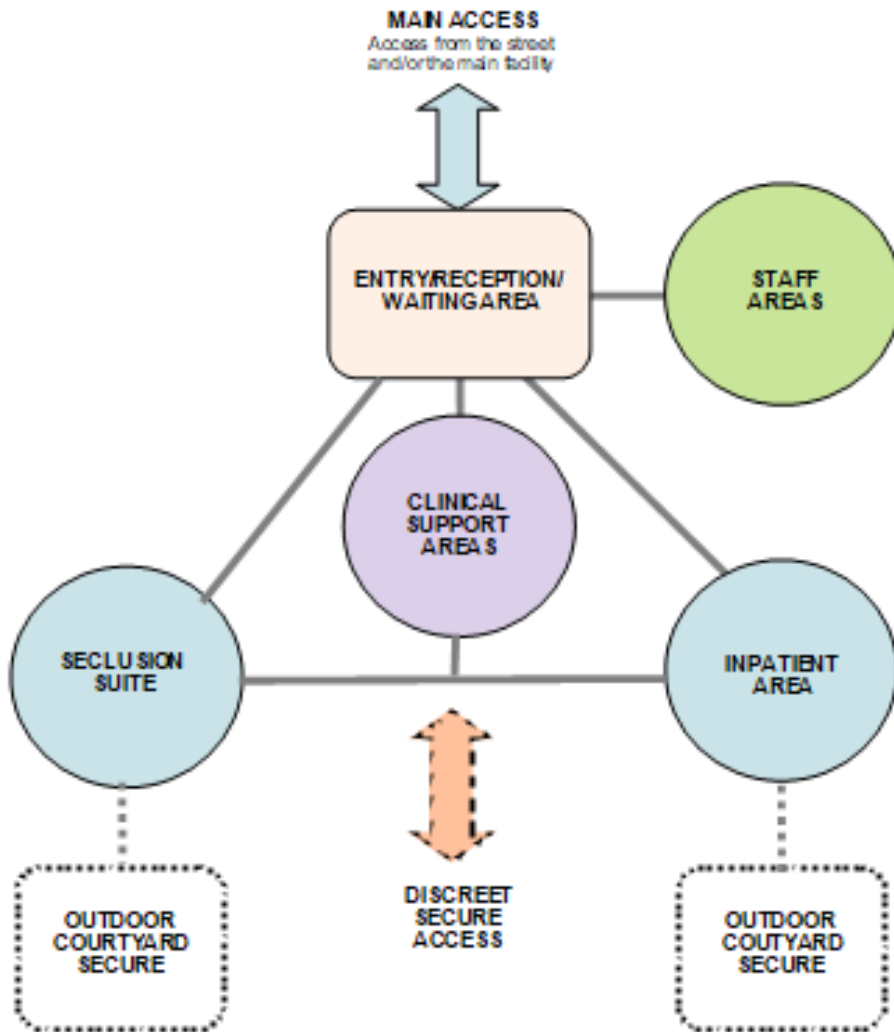 MAIN ACCESS
Access from the street
and/or the main facility
ENTRY/RECEPTION/
WAITING AREA
STAFF
AREAS
CLINICAL
SUPPORT
AREAS
SECLUSION
SUITE
INPATIENT
AREA
OUTDOOR
COURTYARD
SECURE
DISCREET
SECURE
ACCESS
OUTDOOR
COUTYARD
SECURE